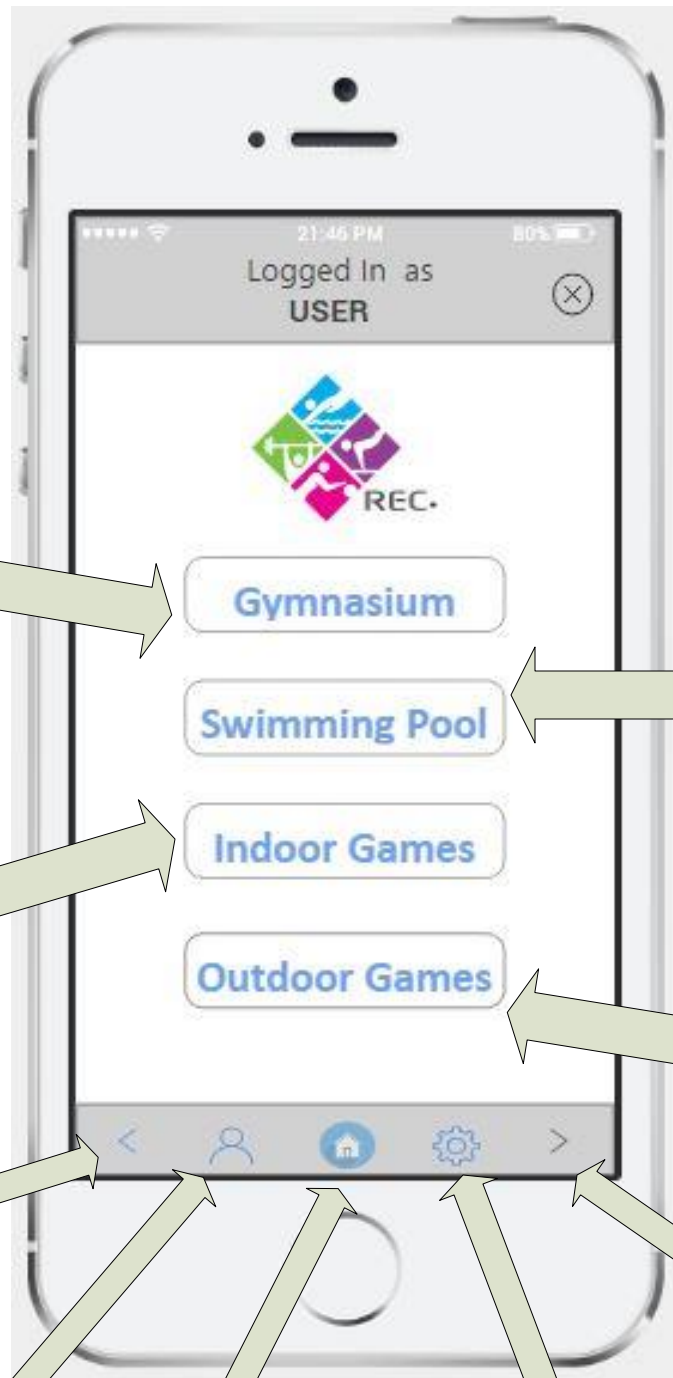 21:46 PM 80%
Logged In as
USER
REC.
Gymnasium
Swimming Pool
Indoor Games
Outdoor Games